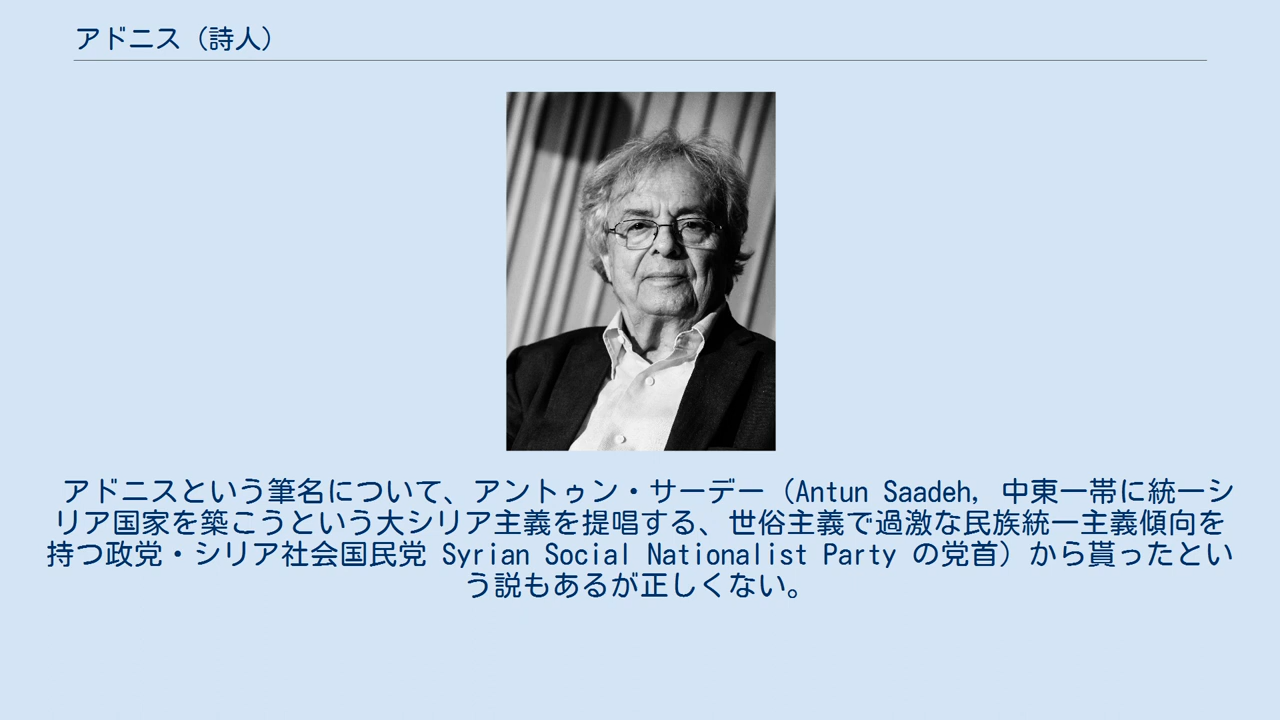 アドニス（詩人）
アドニスという筆名について、アントゥン・サーデー（Antun Saadeh, 中東一帯に統一シ
リア国家を築こうという大シリア主義を提唱する、世俗主義で過激な民族統一主義傾向を
持つ政党・シリア社会国民党 Syrian Social Nationalist Party の党首）から貰ったとい
う説もあるが正しくない。